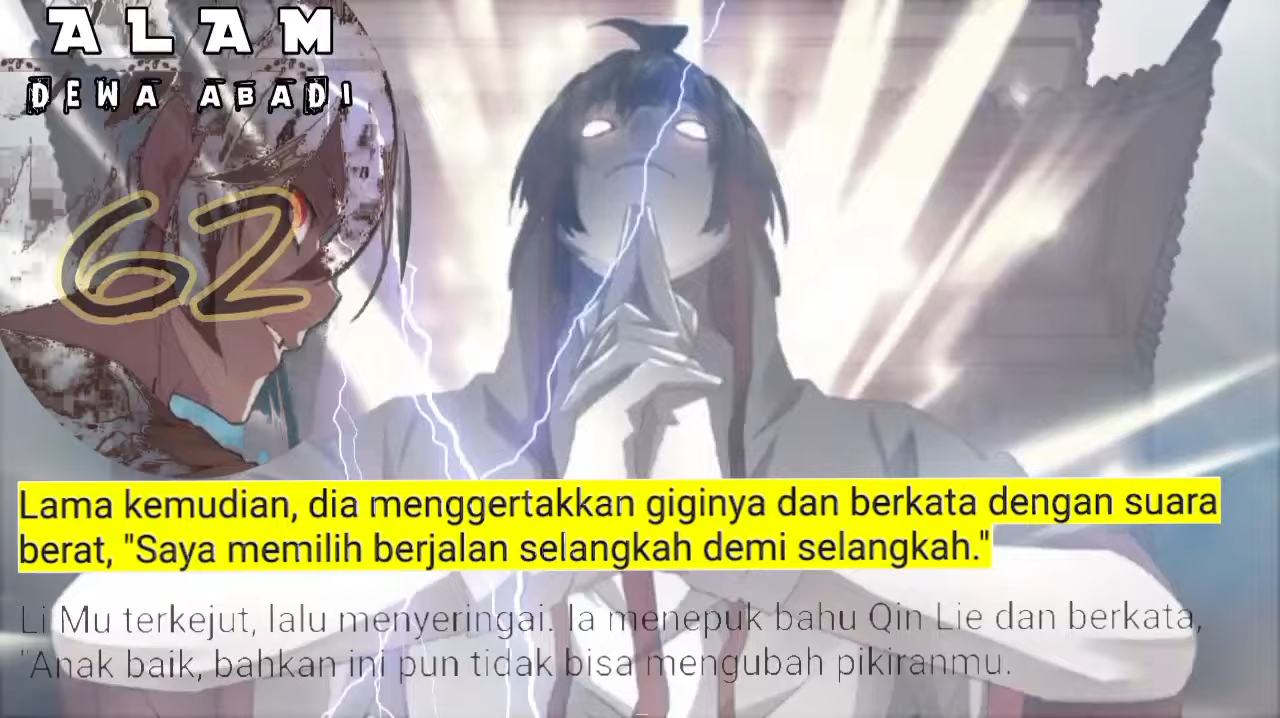 ALAM
DEWA ABADI
62
Lama kemudian, dia menggertakkan giginya dan berkata dengan suara
berat, "Saya memilih berjalan selangkah demi selangkah."
Li Mu terkejut, lalu menyeringai. Ia menepuk bahu Qin Lie dan berkata,
"Anak baik, bahkan ini pun tidak bisa mengubah pikiranmu.